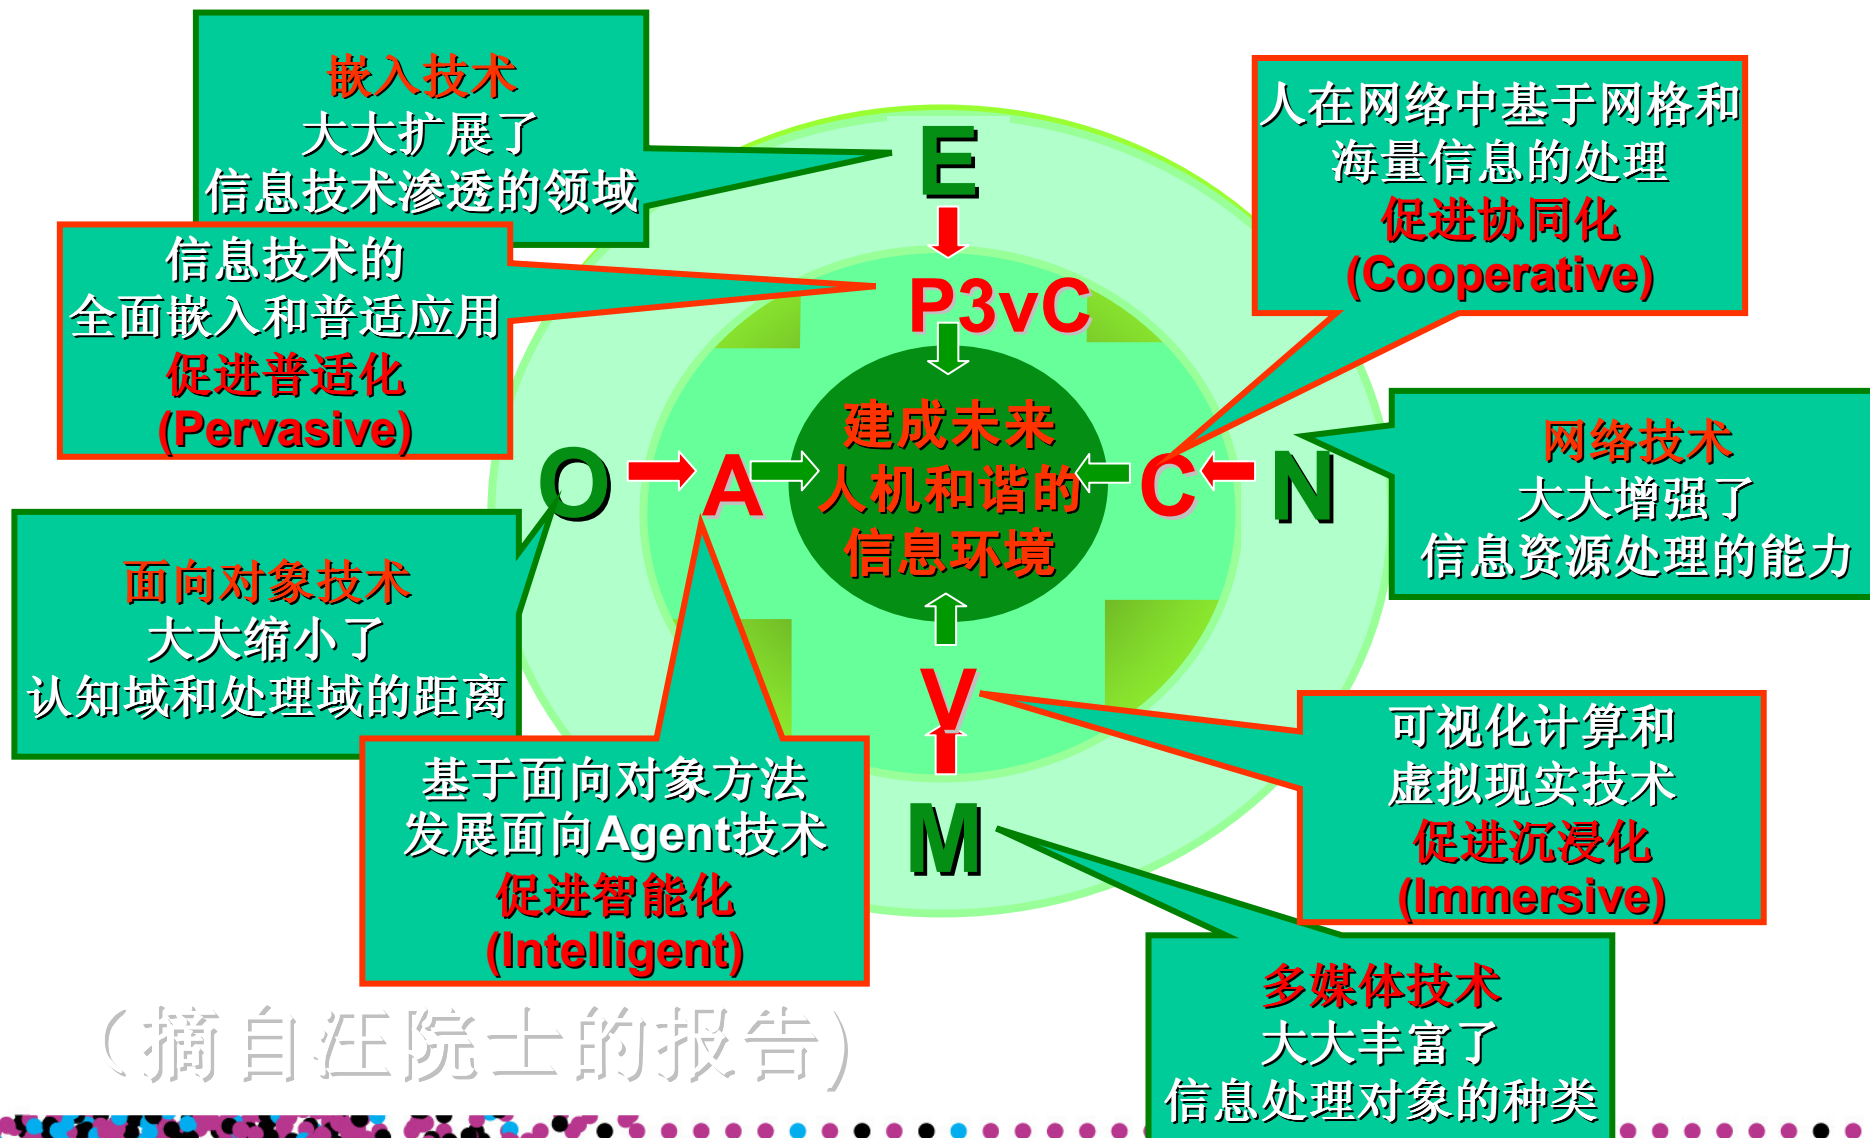 嵌入技术
大大扩展了
信息技术渗透的领域
信息技术的
全面嵌入和普适应用
促进普适化
(Pervasive)
人在网络中基于网格和
海量信息的处理
促进协同化
(Cooperative)
E
P3vC
建成未来
人机和谐的
信息环境
O
A
C
N
网络技术
大大增强了
信息资源处理的能力
面向对象技术
大大缩小了
认知域和处理域的距离
V
M
基于面向对象方法
发展面向Agent技术
促进智能化
(Intelligent)
可视化计算和
虚拟现实技术
促进沉浸化
(Immersive)
多媒体技术
大大丰富了
信息处理对象的种类
（摘自汪院士的报告)